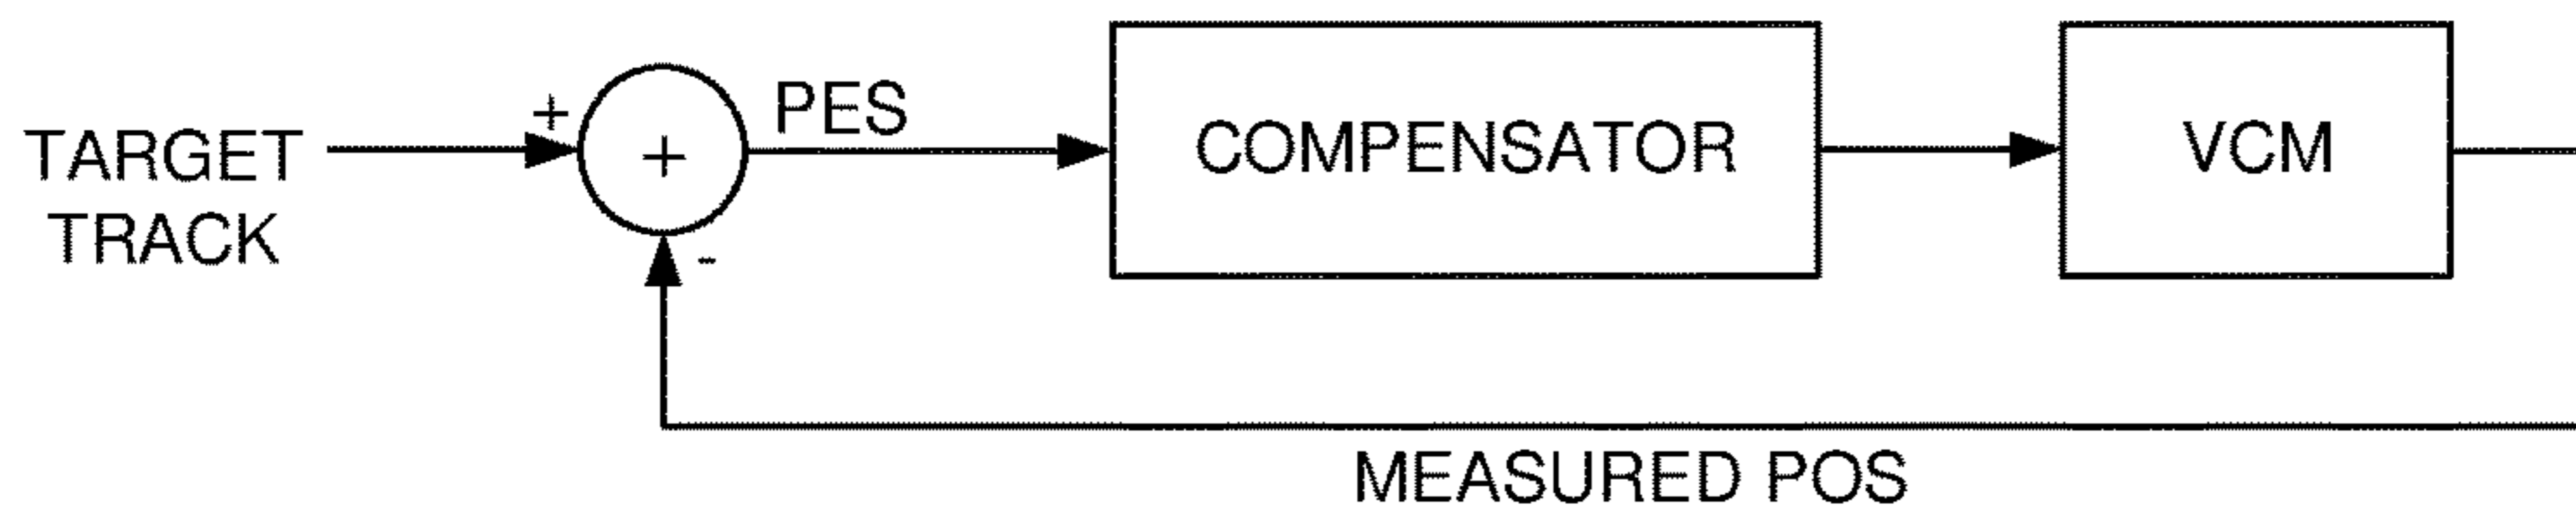 TARGET
TRACK
+
+
-
PES
COMPENSATOR
VCM
MEASURED POS